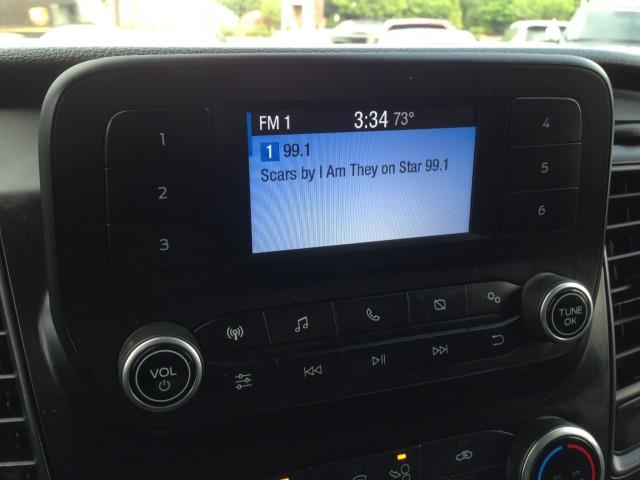 FM 1 3:34 73°
1 99.1
Scars by I Am They on Star 99.1
1
2
3
4
5
6
VOL
TUNE
OK